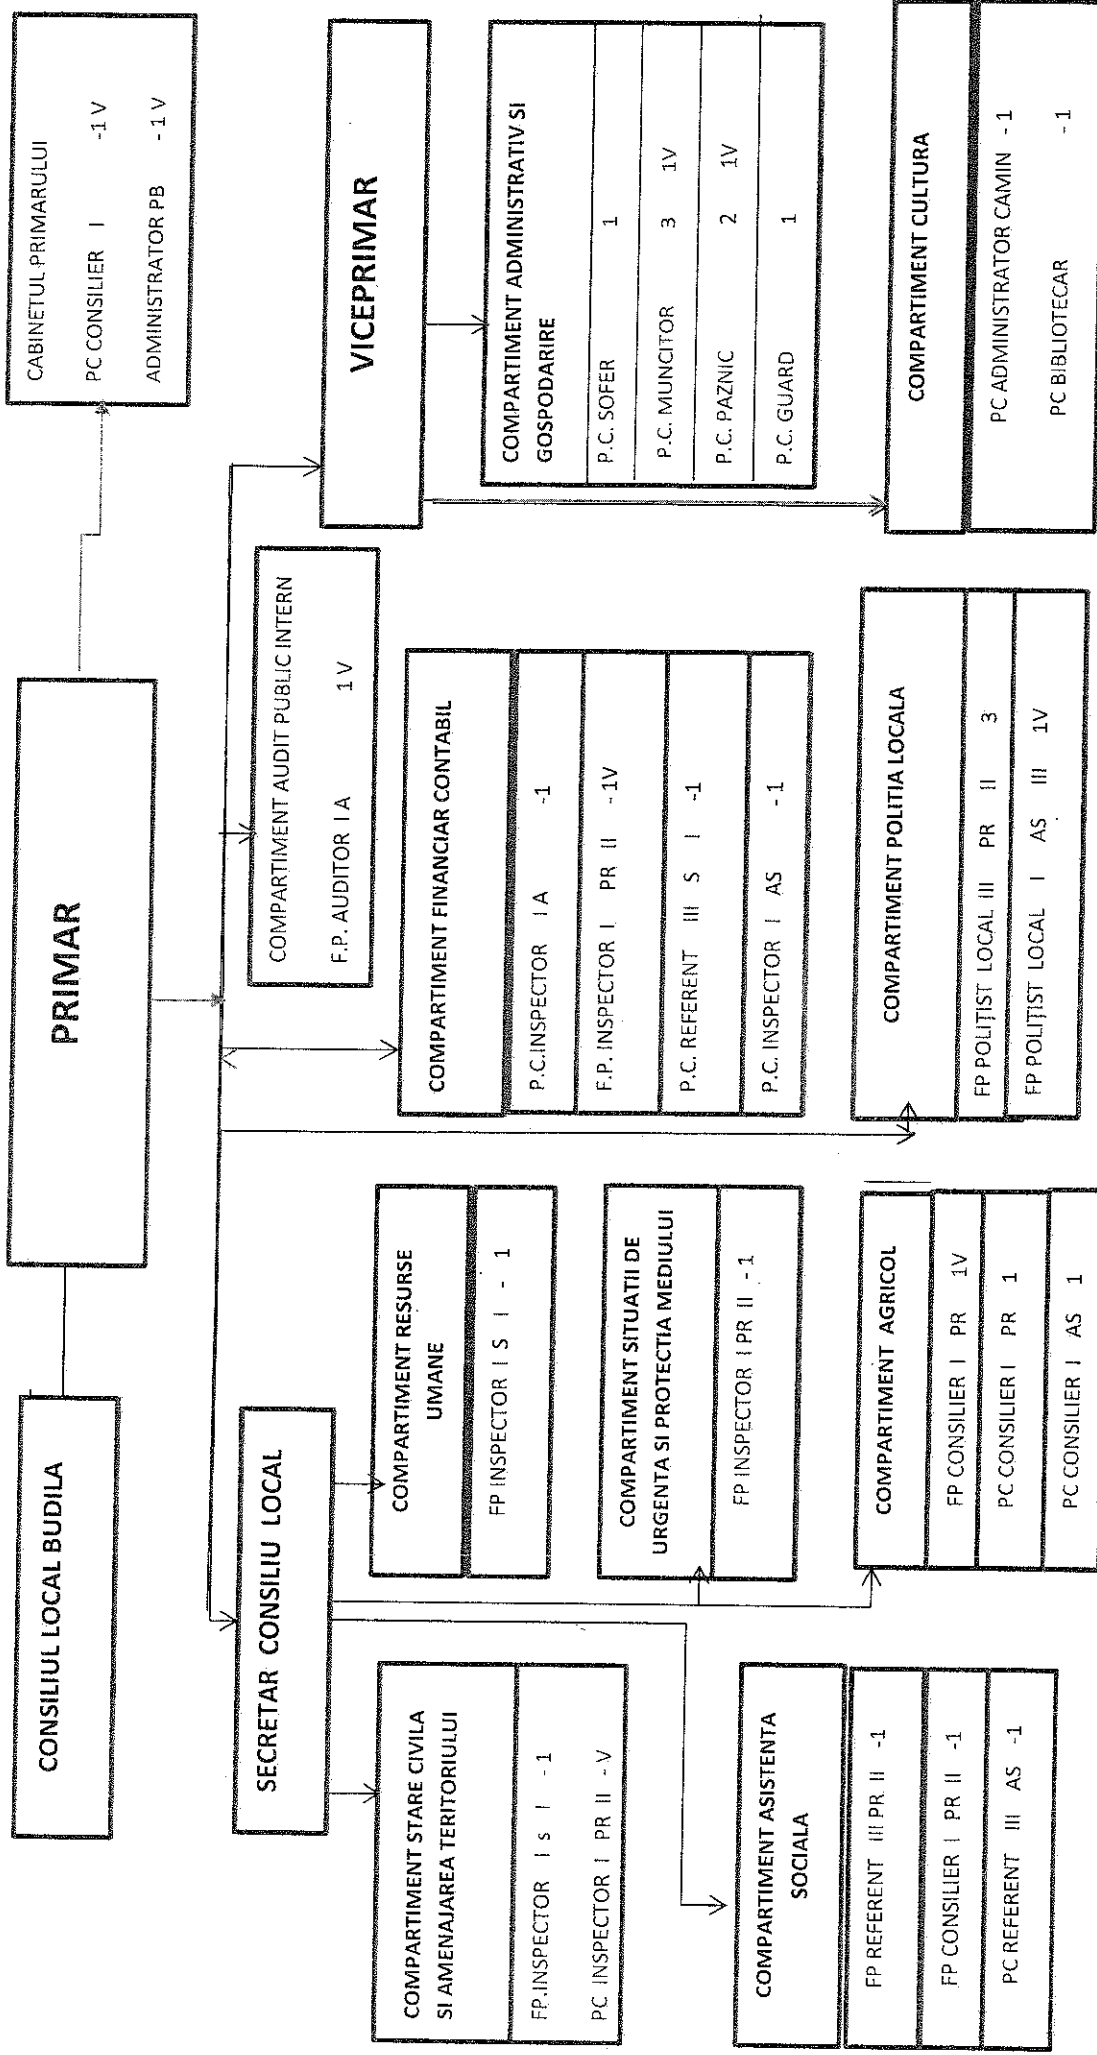 CONSILIUL LOCAL BUDILA
PRIMAR
CABINETUL PRIMARULUI
PC CONSILIER I -1 V
ADMINISTRATOR PB - 1 V
SECRETAR CONSILIU LOCAL
COMPARTIMENT AUDIT PUBLIC INTERN
F.P. AUDITOR I A 1 V
VICEPRIMAR
COMPARTIMENT STARE CIVILA
SI AMENAJAREA TERITORIULUI
FP.INSPECTOR I s I -1
PC INSPECTOR I PR II -V
COMPARTIMENT RESURSE
UMANE
FP INSPECTOR I S I - 1
COMPARTIMENT FINANCIAR CONTABIL
P.C.INSPECTOR I A -1
F.P. INSPECTOR I. PR II - 1V
P.C. REFERENT III S I -1
P.C. INSPECTOR I AS - 1
COMPARTIMENT ADMINISTRATIV SI
GOSPODARIRE
P.C. SOFER 1
P.C. MUNCITOR 3 1V
P.C. PAZNIC 2 1V
P.C. GUARD 1
COMPARTIMENT SITUATII DE
URGENTA SI PROTECTIA MEDIULUI
FP INSPECTOR I PR II - 1
COMPARTIMENT ASISTENTA
SOCIALA
FP REFERENT III PR II -1
FP CONSILIER I PR II -1
PC REFERENT III AS -1
COMPARTIMENT AGRICOL
FP CONSILIER I PR 1V
PC CONSILIER I PR 1
PC CONSILIER I AS 1
COMPARTIMENT POLITIA LOCALA
FP POLIȚIST LOCAL III PR II 3
FP POLIȚIST LOCAL I AS III 1V
COMPARTIMENT CULTURA
PC ADMINISTRATOR CAMIN - 1
PC BIBLIOTECAR - 1